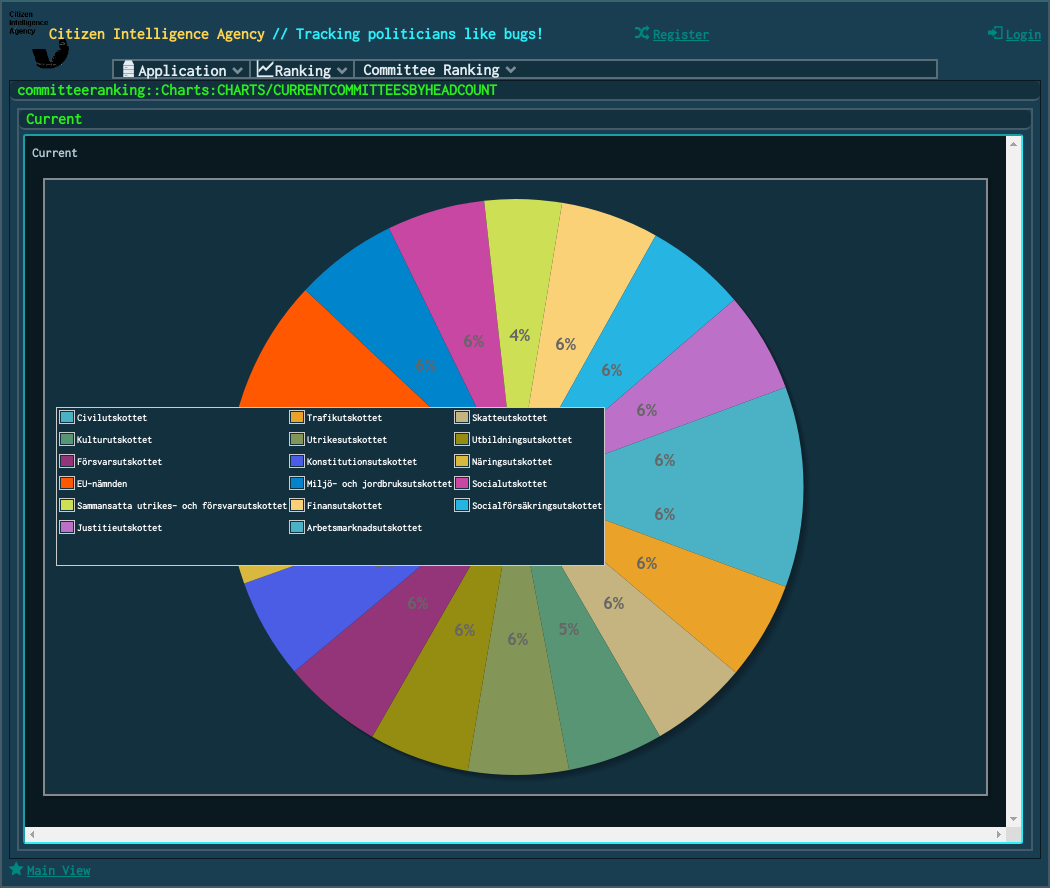 Citizen
Intelligence
Agency
Citizen Intelligence Agency // Tracking politicians like bugs!
Register
Login
Application
Ranking
Committee Ranking
committeeranking::Charts:CHARTS/CURRENTCOMMITTEESBYHEADCOUNT
Current
Current
4%
6%
6%
6%
6%
6%
6%
6%
6%
6%
6%
5%
6%
6%
6%
Civilutskottet
Trafikutskottet
Skatteutskottet
Kulturutskottet
Utrikesutskottet
Utbildningsutskottet
Försvarsutskottet
Konstitutionsutskottet
Näringsutskottet
EU-nämnden
Miljö- och jordbruksutskottet
Socialutskottet
Sammansatta utrikes- och försvarsutskottet
Finansutskottet
Socialförsäkringsutskottet
Justitieutskottet
Arbetsmarknadsutskottet
Main View